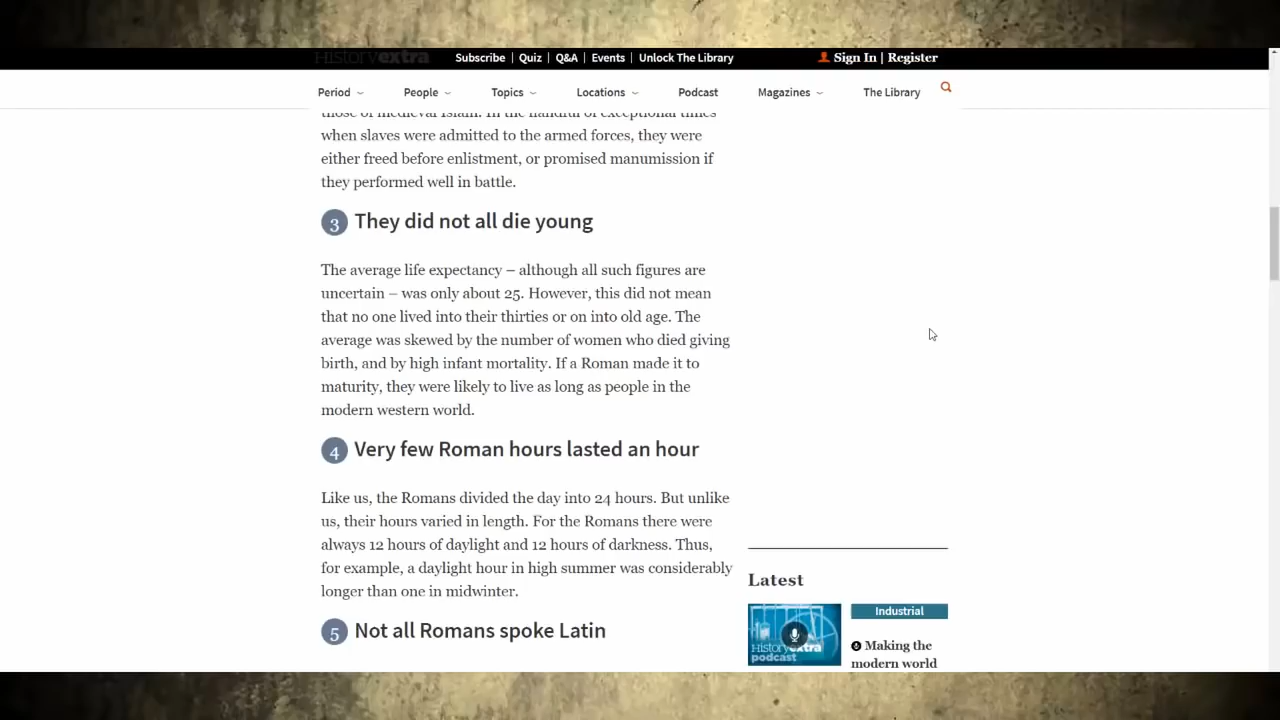 Historyextra
Subscribe | Quiz | Q&A | Events | Unlock The Library
Sign In | Register
Period
People
Topics
Locations
Podcast
Magazines
The Library
those of medieval Islam. In the handful of exceptional times
when slaves were admitted to the armed forces, they were
either freed before enlistment, or promised manumission if
they performed well in battle.
3 They did not all die young
The average life expectancy – although all such figures are
uncertain – was only about 25. However, this did not mean
that no one lived into their thirties or on into old age. The
average was skewed by the number of women who died giving
birth, and by high infant mortality. If a Roman made it to
maturity, they were likely to live as long as people in the
modern western world.
4 Very few Roman hours lasted an hour
Like us, the Romans divided the day into 24 hours. But unlike
us, their hours varied in length. For the Romans there were
always 12 hours of daylight and 12 hours of darkness. Thus,
for example, a daylight hour in high summer was considerably
longer than one in midwinter.
5 Not all Romans spoke Latin
Latest
Historyextra
podcast
Industrial
Making the
modern world